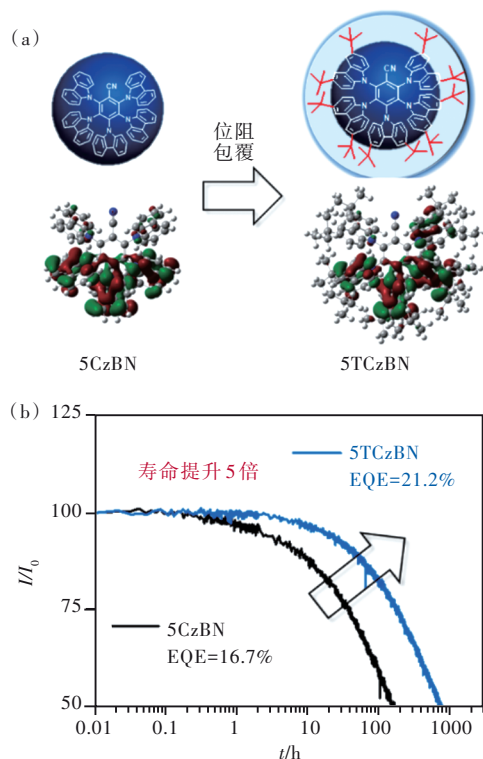 (a)
CN
N
N
N
N
N
位阻
包覆
CN
N
N
N
N
N
5CzBN
5TCzBN
(b)
125
100
75
50
I/I₀
寿命提升5倍
5TCzBN
EQE=21.2%
5CzBN
EQE=16.7%
0.01 0.1 1 10 100 1000
t/h